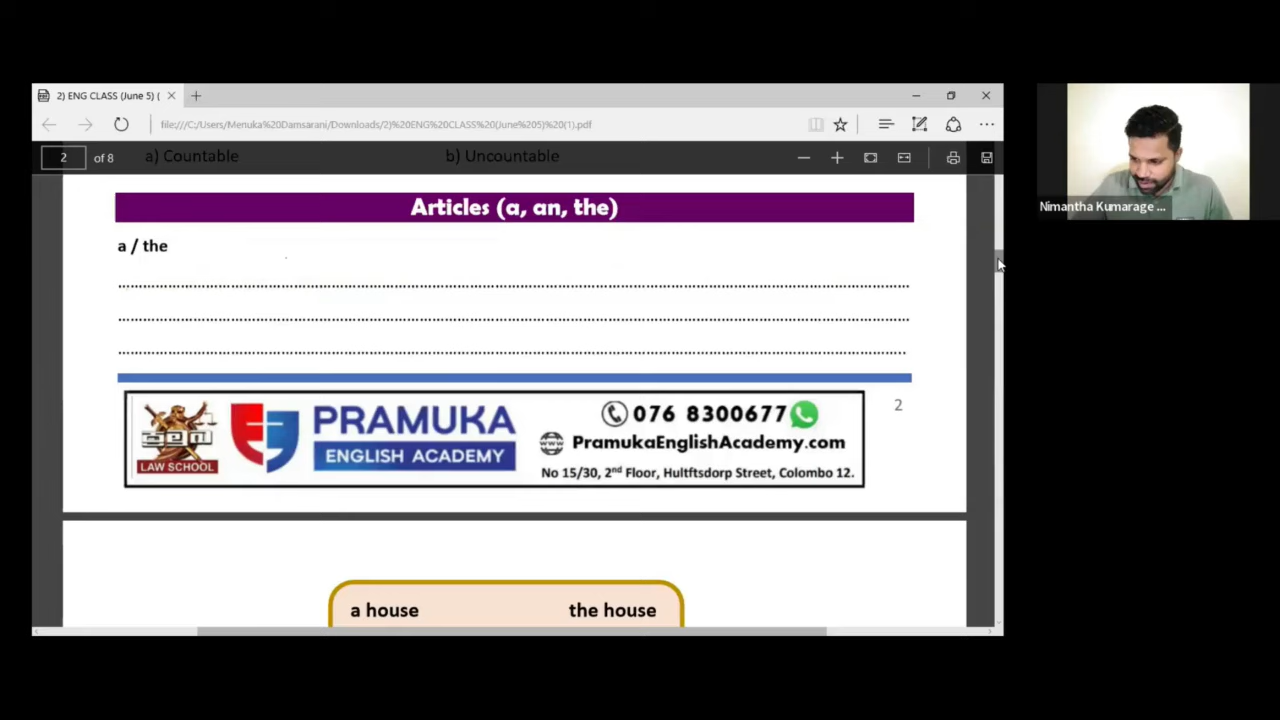 2) ENG CLASS (June 5) (
file:///C:/Users/Menuka%20Damsarani/Downloads/2)%20ENG%20CLASS%20(June%205)%20(1).pdf
2 of 8
a) Countable b) Uncountable
Articles (a, an, the)
a / the
LAW SCHOOL
PRAMUKA
ENGLISH ACADEMY
076 8300677
www PramukaEnglishAcademy.com
No 15/30, 2nd Floor, Hulftsdorp Street, Colombo 12.
2
a house the house
Nimantha Kumarage ...